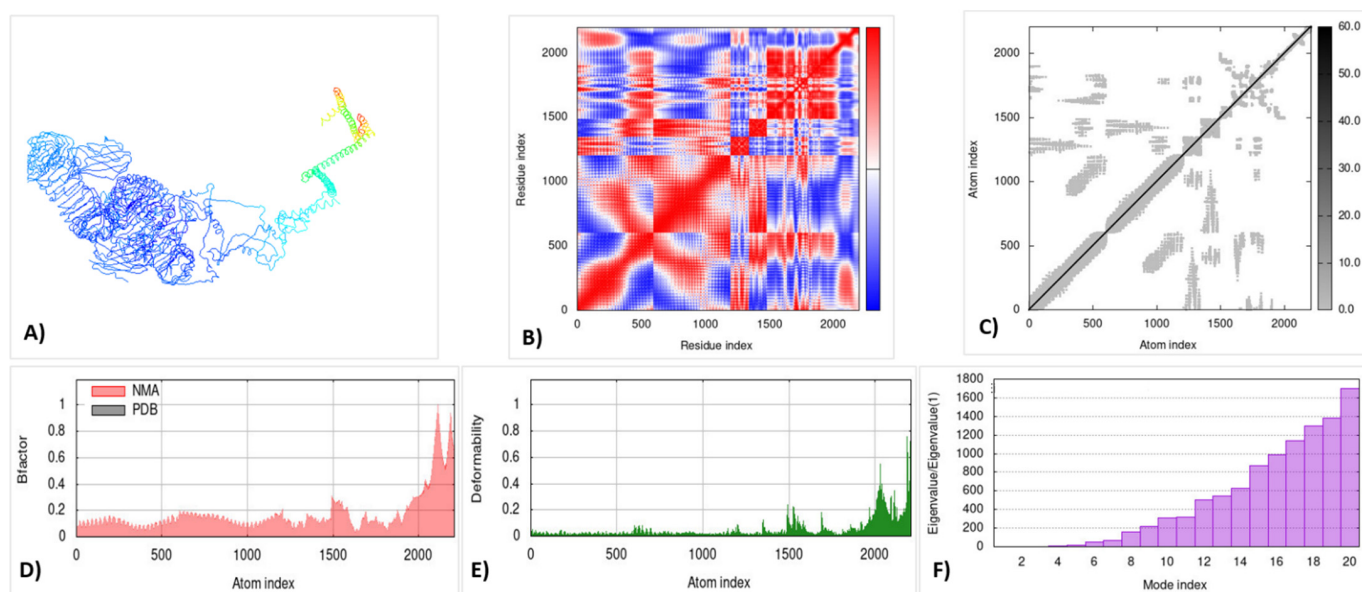 A)
2000
1500
1000
500
0
Residue index
0 500 1000 1500 2000
Residue index
B)
2000
1500
1000
500
0
Atom index
0 500 1000 1500 2000
Atom index
60.0
50.0
40.0
30.0
20.0
10.0
0.0
C)
NMA
PDB
1
0.8
0.6
0.4
0.2
0
Bfactor
0 500 1000 1500 2000
Atom index
D)
1
0.8
0.6
0.4
0.2
0
Deformability
0 500 1000 1500 2000
Atom index
E)
1800
1600
1400
1200
1000
800
600
400
200
0
Eigenvalue/Eigenvalue(1)
2 4 6 8 10 12 14 16 18 20
Mode index
F)